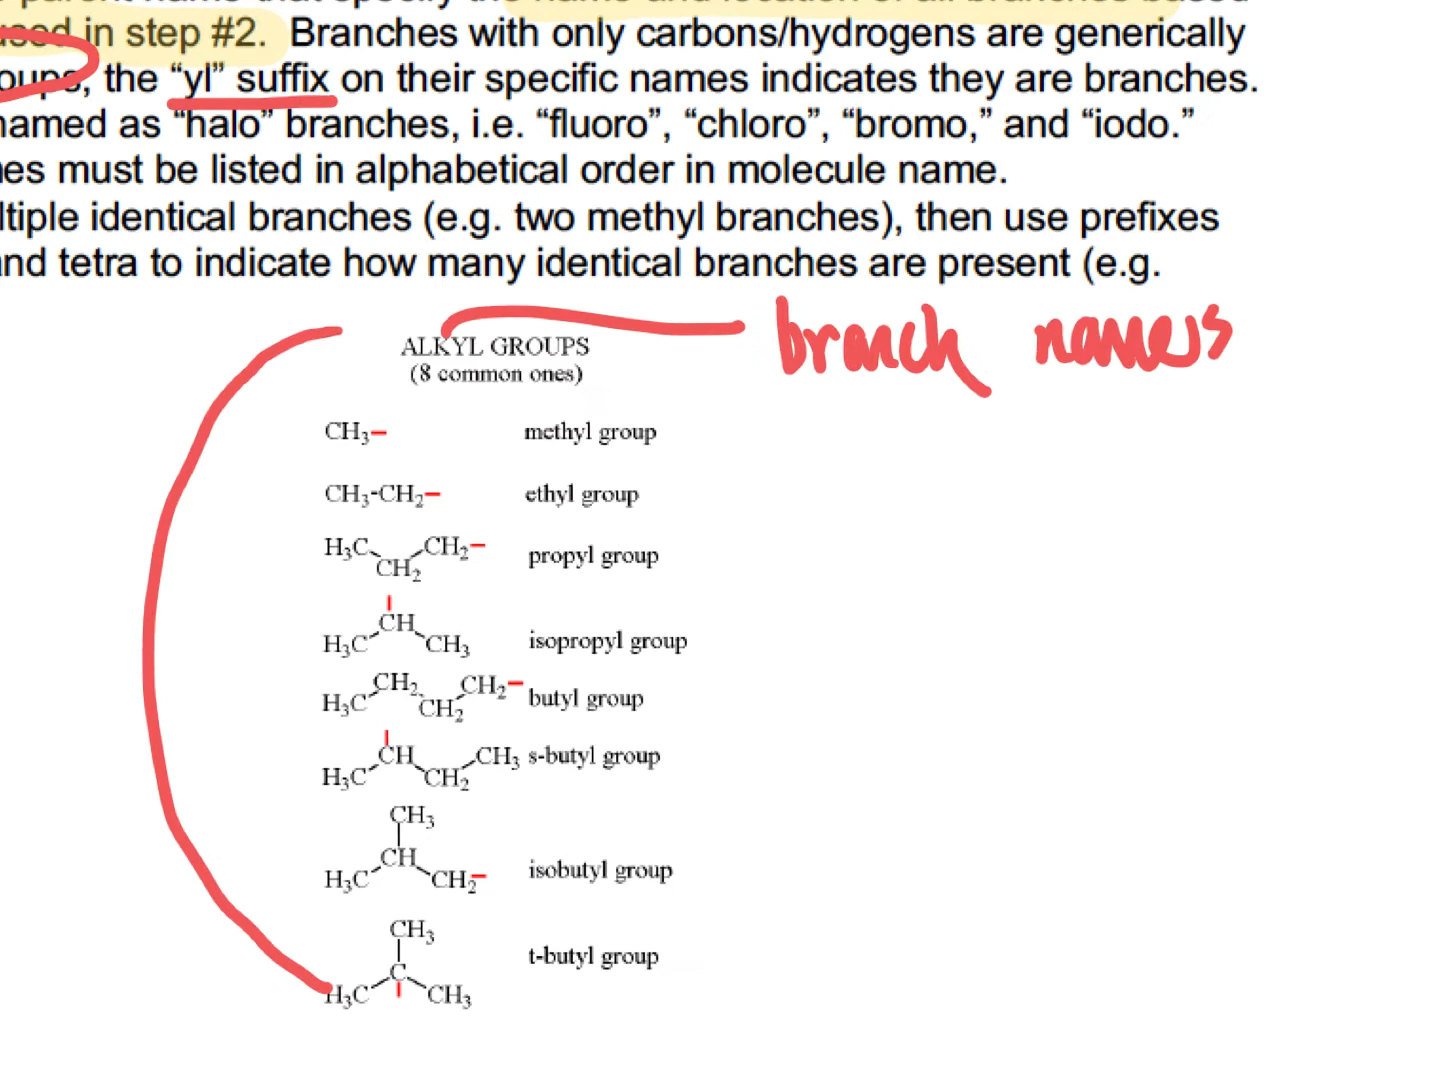 used in step #2. Branches with only carbons/hydrogens are generically
oups, the “yl” suffix on their specific names indicates they are branches.
named as “halo” branches, i.e. “fluoro”, “chloro”, “bromo,” and “iodo.”
es must be listed in alphabetical order in molecule name.
ltiple identical branches (e.g. two methyl branches), then use prefixes
and tetra to indicate how many identical branches are present (e.g.
branch names
ALKYL GROUPS
(8 common ones)
CH3– methyl group
CH3-CH2– ethyl group
H3C CH2 CH2– propyl group
H3C CH CH3 isopropyl group
H3C CH2 CH2 CH2– butyl group
H3C CH CH2 CH3 s-butyl group
CH3
H3C CH CH2– isobutyl group
CH3
H3C C CH3 t-butyl group